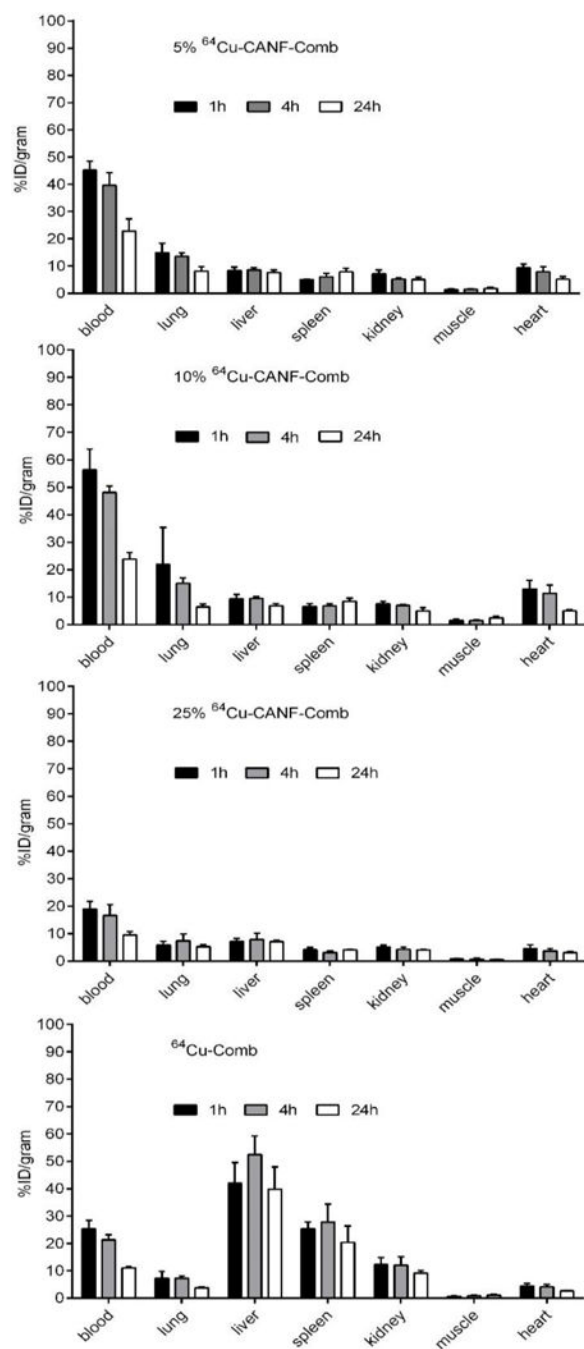 5% ⁶⁴Cu-CANF-Comb
1h 4h 24h
%ID/gram
100
90
80
70
60
50
40
30
20
10
0
blood lung liver spleen kidney muscle heart
10% ⁶⁴Cu-CANF-Comb
1h 4h 24h
%ID/gram
100
90
80
70
60
50
40
30
20
10
0
blood lung liver spleen kidney muscle heart
25% ⁶⁴Cu-CANF-Comb
1h 4h 24h
%ID/gram
100
90
80
70
60
50
40
30
20
10
0
blood lung liver spleen kidney muscle heart
⁶⁴Cu-Comb
1h 4h 24h
%ID/gram
100
90
80
70
60
50
40
30
20
10
0
blood lung liver spleen kidney muscle heart